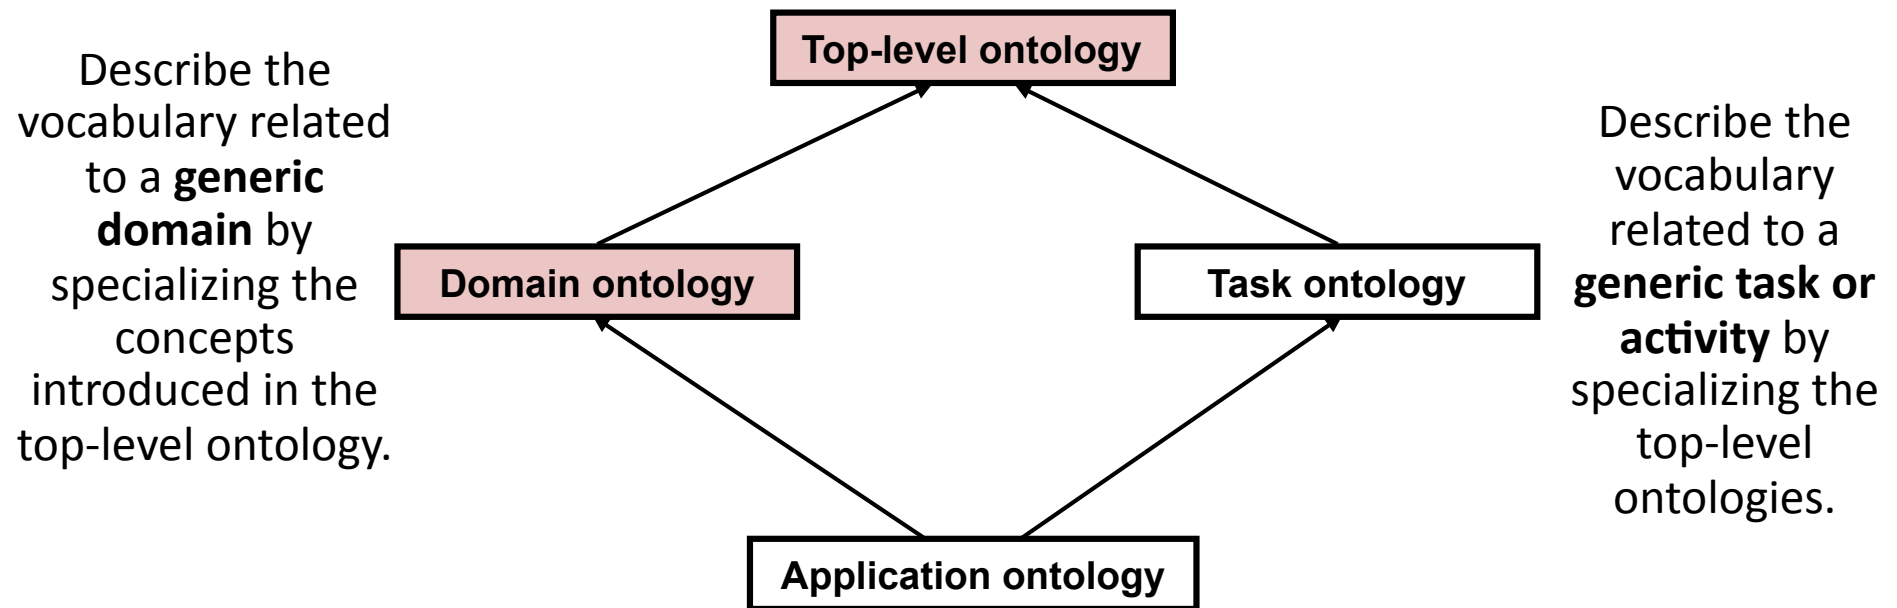 Top-level ontology
Describe the
vocabulary related
to a generic
domain by
specializing the
concepts
introduced in the
top-level ontology.
Domain ontology
Task ontology
Describe the
vocabulary
related to a
generic task or
activity by
specializing the
top-level
ontologies.
Application ontology